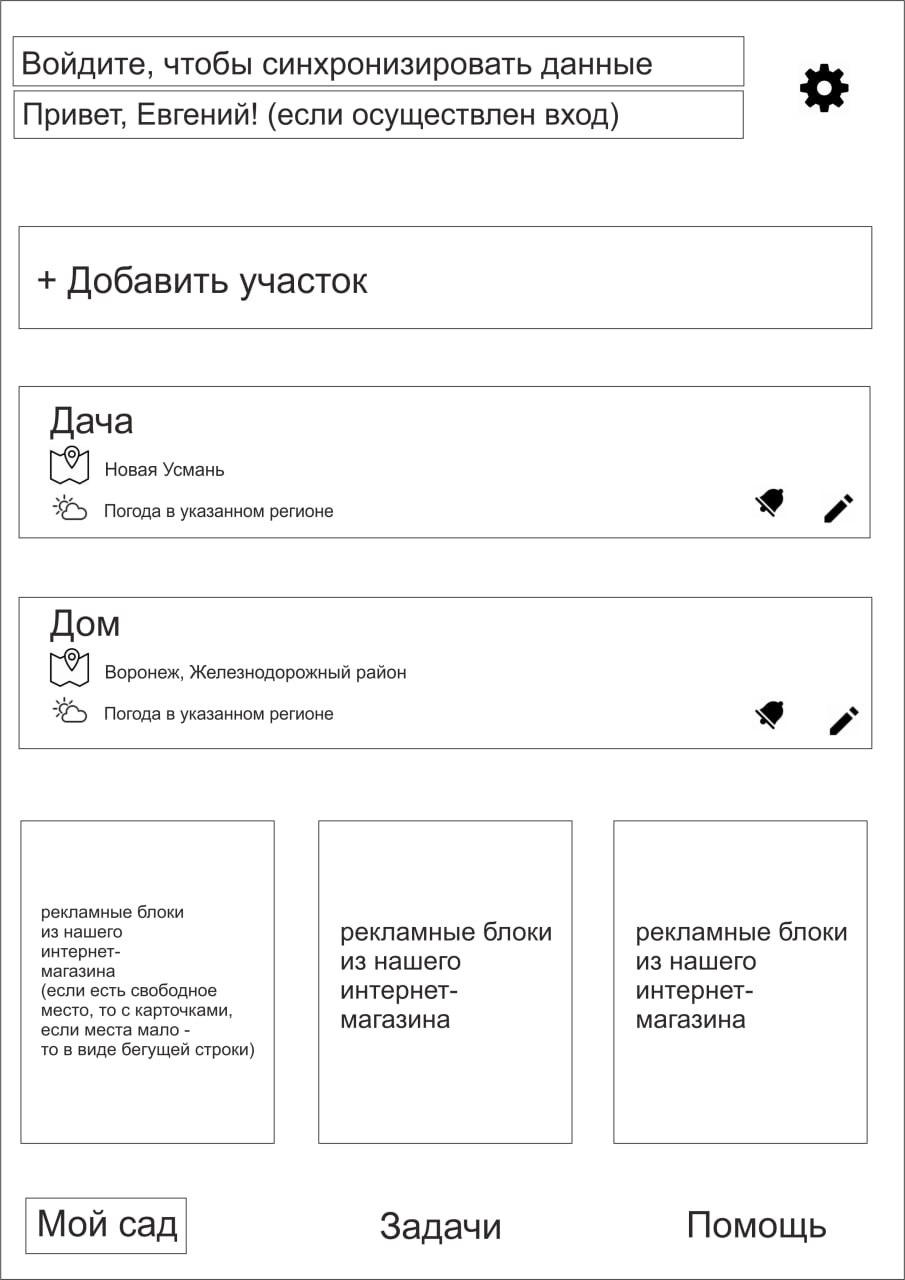 Войдите, чтобы синхронизировать данные
Привет, Евгений! (если осуществлен вход)
+ Добавить участок
Дача
Новая Усмань
Погода в указанном регионе
Дом
Воронеж, Железнодорожный район
Погода в указанном регионе
рекламные блоки
из нашего
интернет-
магазина
(если есть свободное
место, то с карточками,
если места мало -
то в виде бегущей строки)
рекламные блоки
из нашего
интернет-
магазина
рекламные блоки
из нашего
интернет-
магазина
Мой сад
Задачи
Помощь